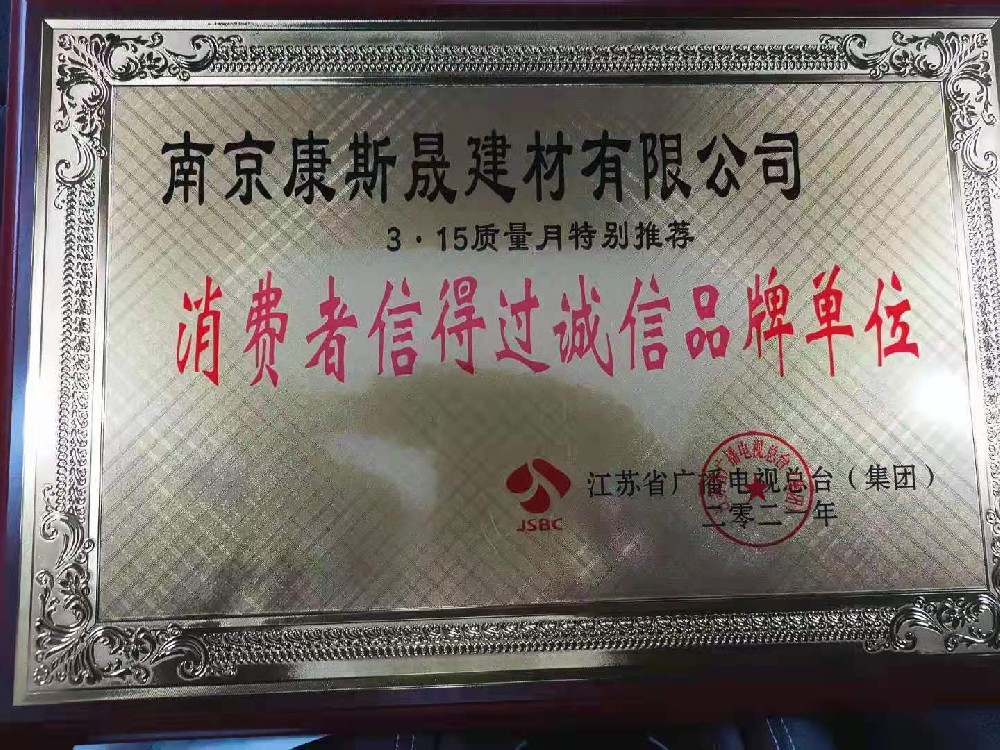 南京康斯晟建材有限公司
3·15质量月特别推荐
消费者信得过诚信品牌单位
JSBC
江苏省广播电视总台（集团）
二零二一年